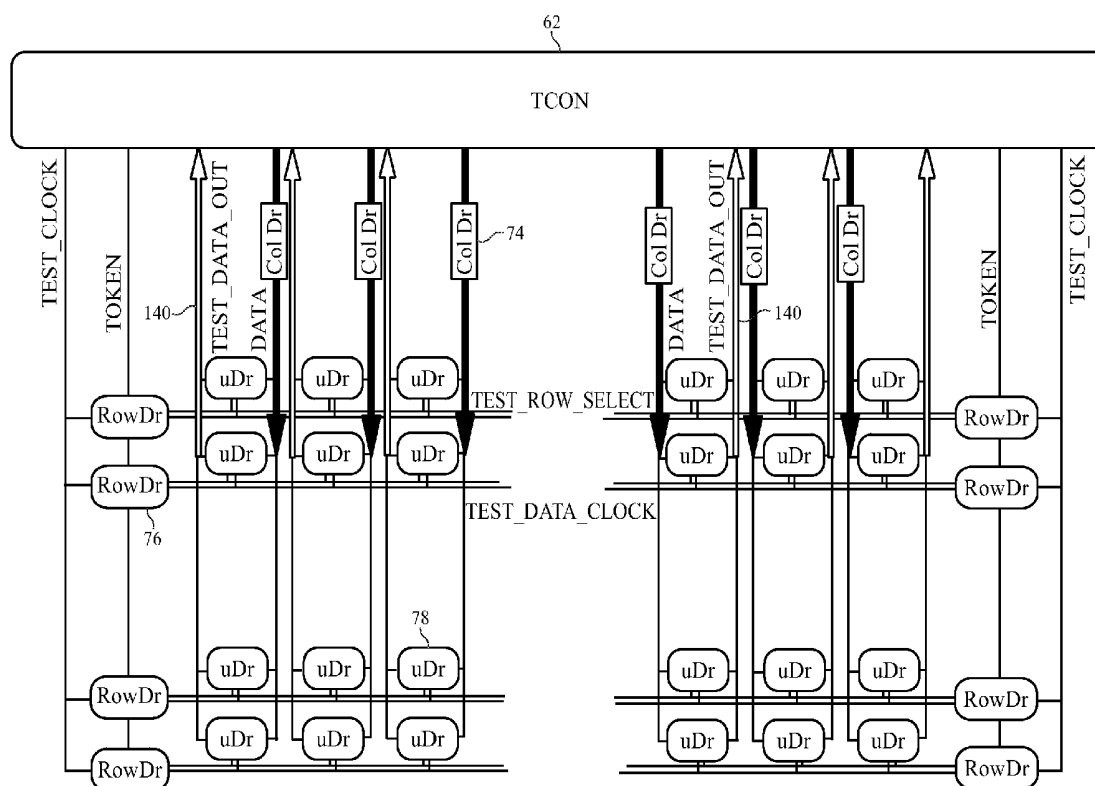 62
TCON
TEST_CLOCK
TOKEN
140
TEST_DATA_OUT
DATA
Col Dr
Col Dr
Col Dr
74
Col Dr
DATA
TEST_DATA_OUT
140
Col Dr
Col Dr
TOKEN
TEST_CLOCK
uDr
uDr
uDr
uDr
uDr
uDr
TEST_ROW_SELECT
RowDr
RowDr
uDr
uDr
uDr
uDr
uDr
uDr
RowDr
RowDr
76
TEST_DATA_CLOCK
78
uDr
uDr
uDr
uDr
uDr
uDr
RowDr
RowDr
uDr
uDr
uDr
uDr
uDr
uDr
RowDr
RowDr